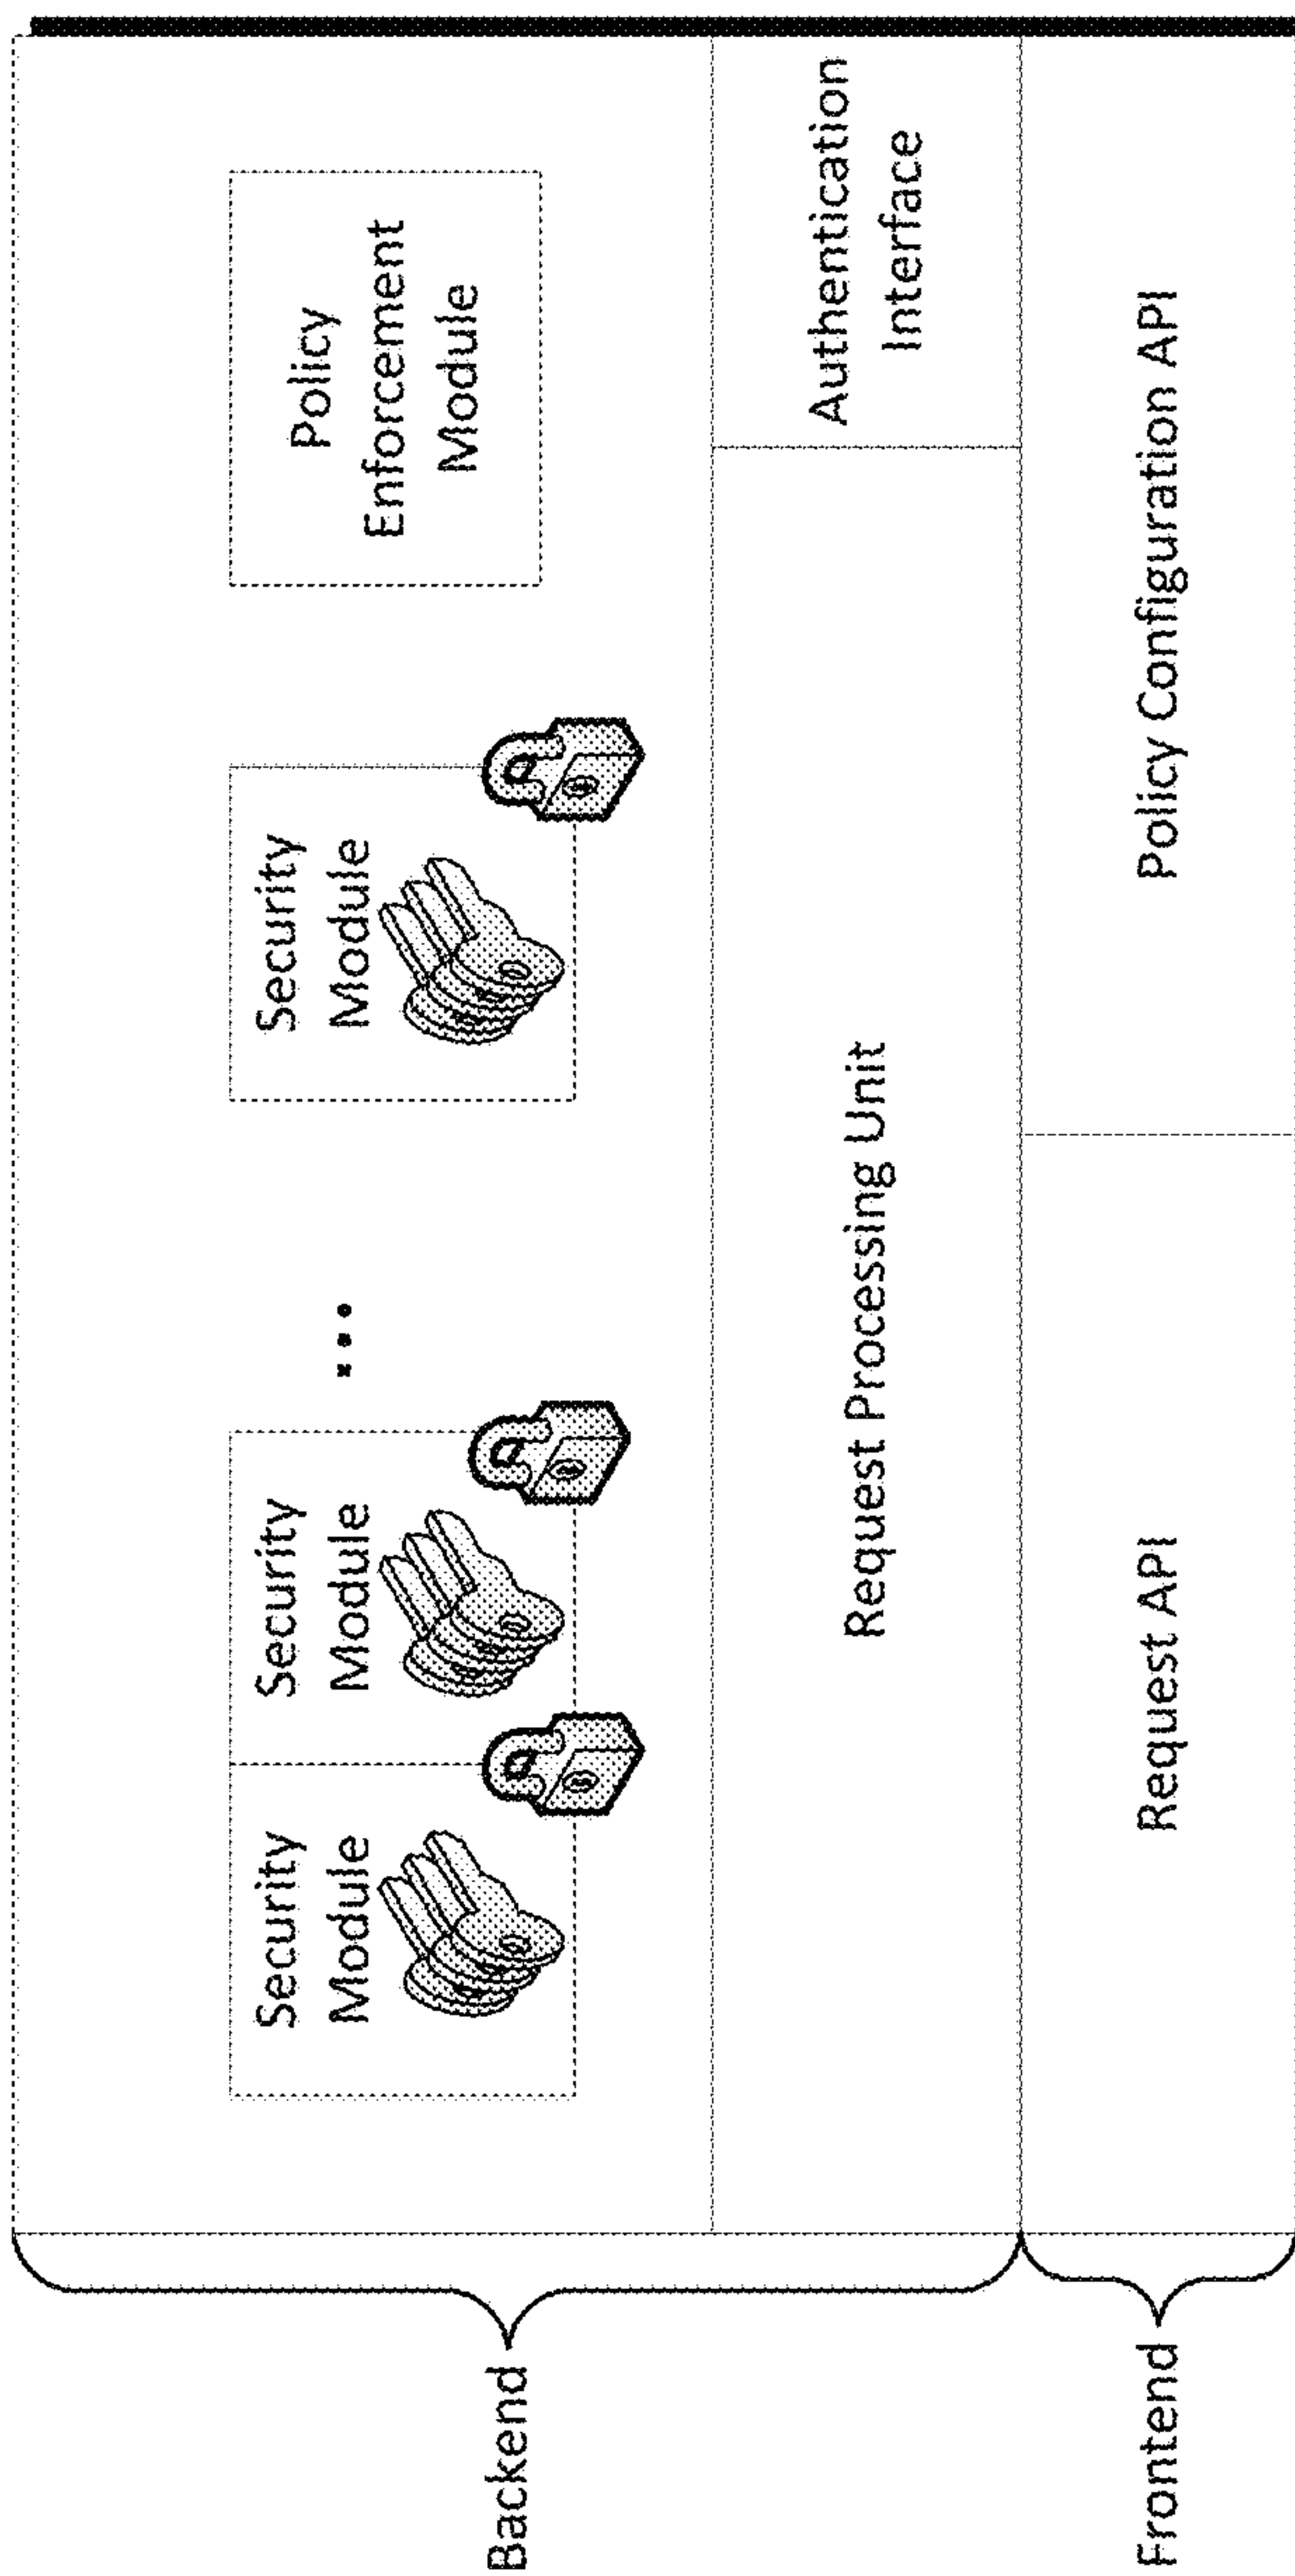 Backend
Security
Module
Security
Module
...
Security
Module
Policy
Enforcement
Module
Request Processing Unit
Authentication
Interface
Frontend
Request API
Policy Configuration API